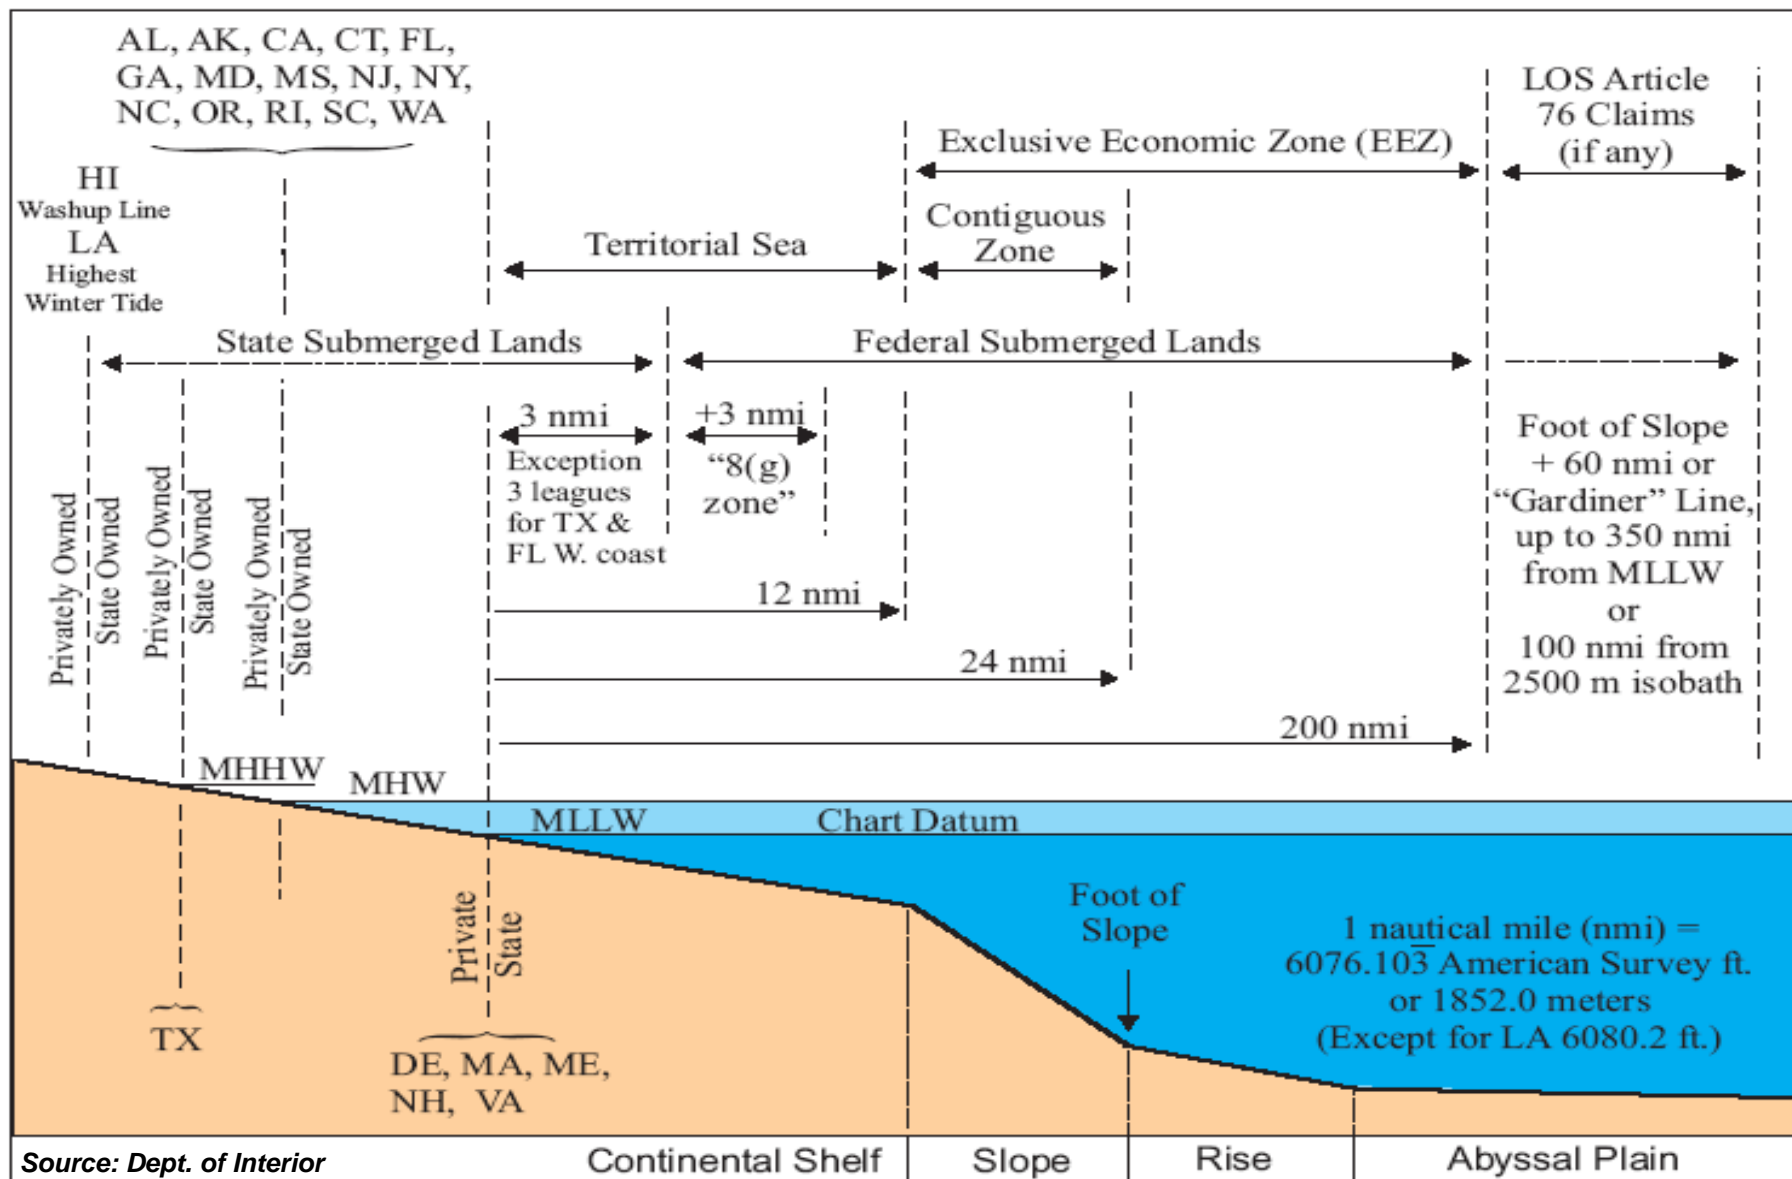 AL, AK, CA, CT, FL,
GA, MD, MS, NJ, NY,
NC, OR, RI, SC, WA
HI
Washup Line
LA
Highest
Winter Tide
LOS Article
76 Claims
(if any)
Exclusive Economic Zone (EEZ)
Contiguous
Zone
Territorial Sea
State Submerged Lands
Federal Submerged Lands
3 nmi
Exception
3 leagues
for TX &
FL W. coast
+3 nmi
“8(g)
zone”
Foot of Slope
+ 60 nmi or
“Gardiner” Line,
up to 350 nmi
from MLLW
or
100 nmi from
2500 m isobath
Privately Owned
State Owned
Privately Owned
State Owned
Privately Owned
State Owned
12 nmi
24 nmi
200 nmi
MHHW
MHW
MLLW
Chart Datum
Private
State
Foot of
Slope
1 nautical mile (nmi) =
6076.103̅ American Survey ft.
or 1852.0 meters
(Except for LA 6080.2 ft.)
TX
DE, MA, ME,
NH, VA
Source: Dept. of Interior
Continental Shelf
Slope
Rise
Abyssal Plain